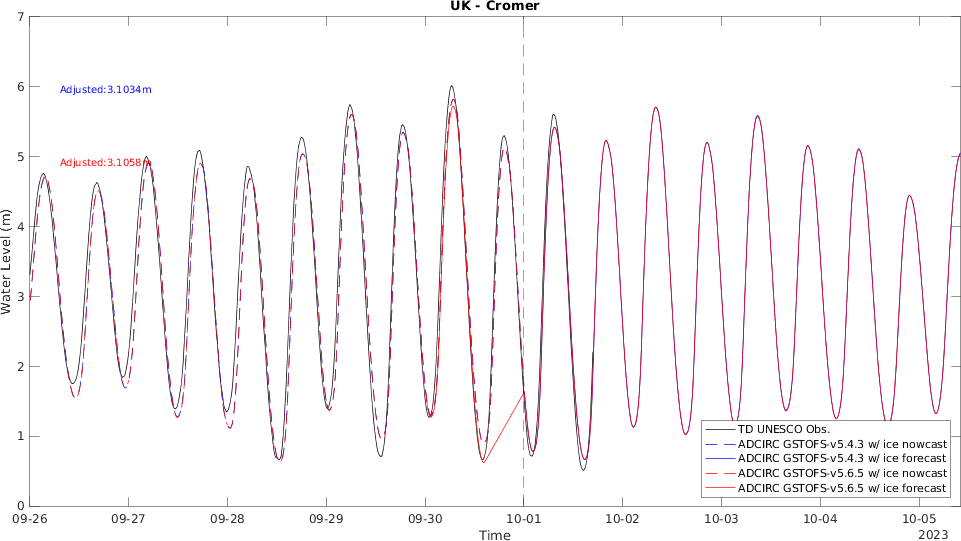 UK - Cromer
Water Level (m)
7
6
5
4
3
2
1
0
Adjusted:3.1034m
Adjusted:3.1058m
TD UNESCO Obs.
ADCIRC GSTOFS-v5.4.3 w/ ice nowcast
ADCIRC GSTOFS-v5.4.3 w/ ice forecast
ADCIRC GSTOFS-v5.6.5 w/ ice nowcast
ADCIRC GSTOFS-v5.6.5 w/ ice forecast
09-26 09-27 09-28 09-29 09-30 10-01 10-02 10-03 10-04 10-05
Time
2023